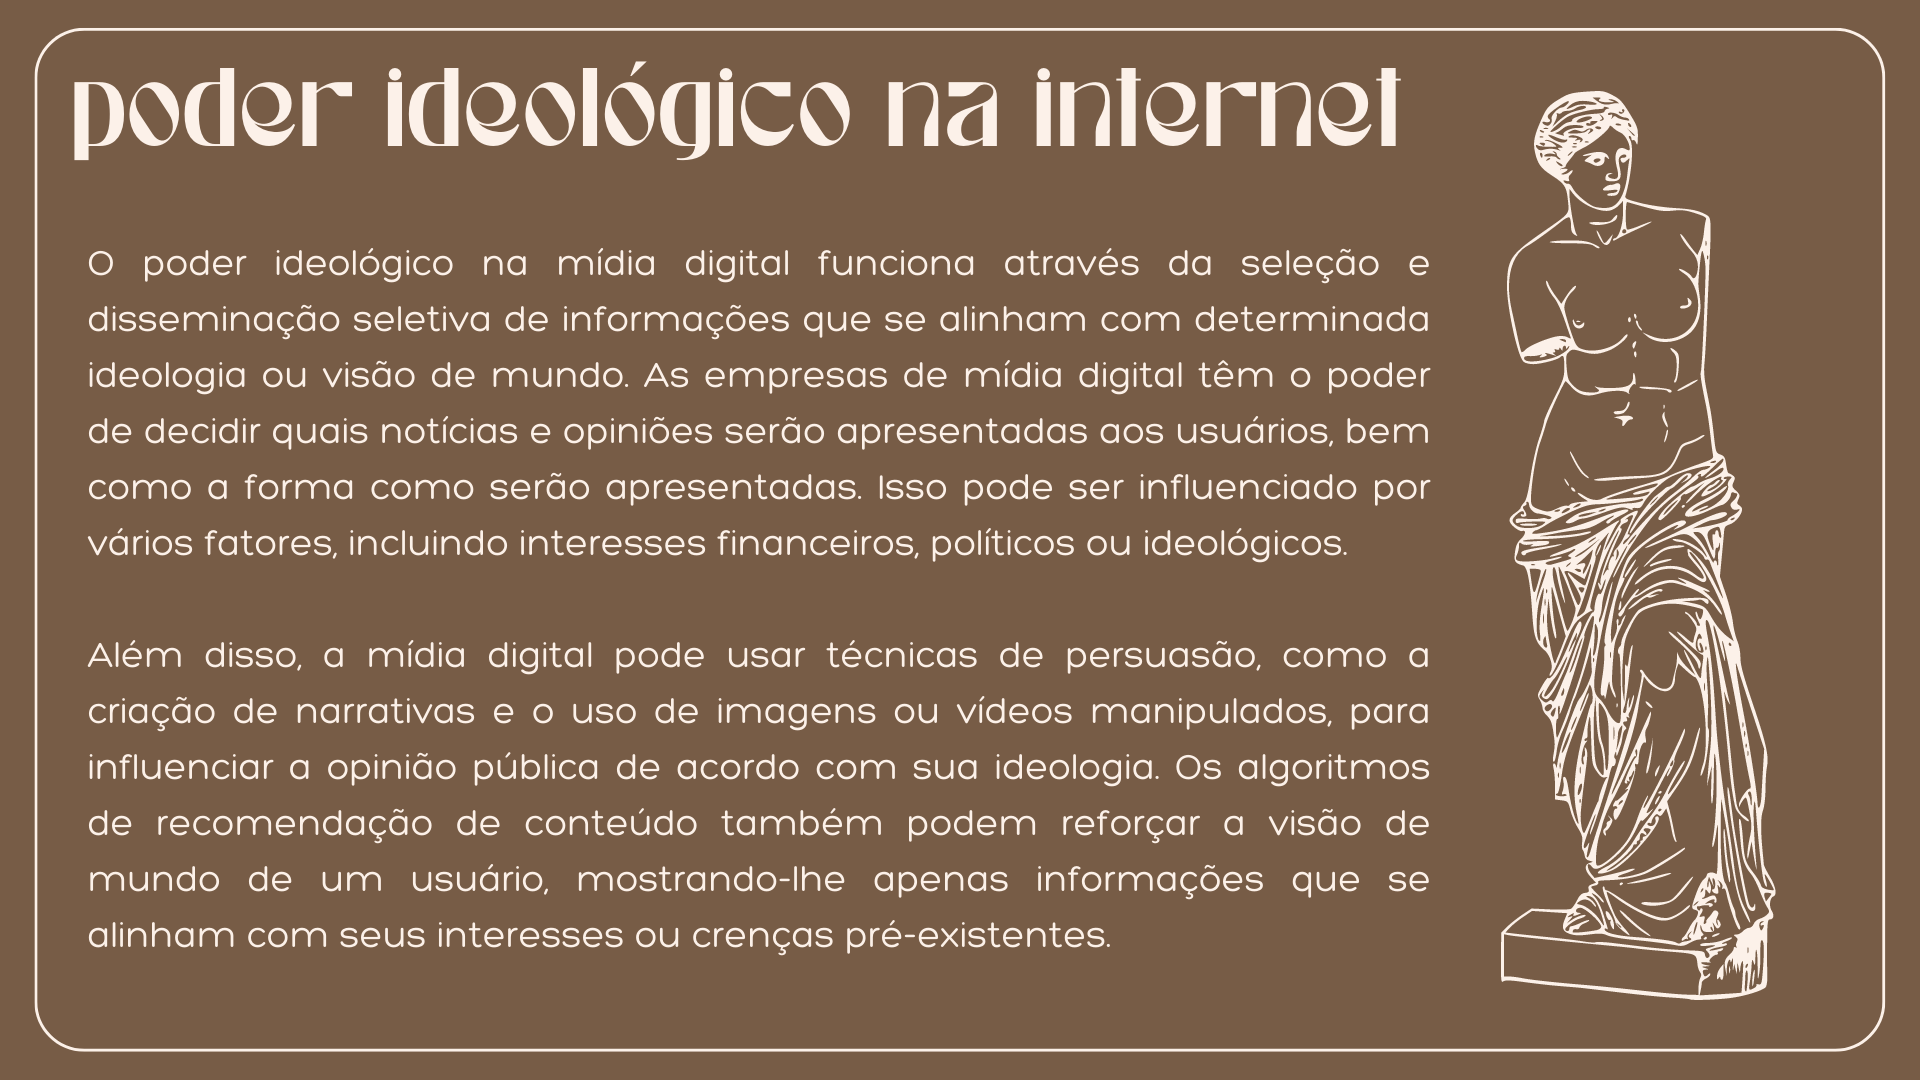 poder ideológico na internet
O poder ideológico na mídia digital funciona através da seleção e
disseminação seletiva de informações que se alinham com determinada
ideologia ou visão de mundo. As empresas de mídia digital têm o poder
de decidir quais notícias e opiniões serão apresentadas aos usuários, bem
como a forma como serão apresentadas. Isso pode ser influenciado por
vários fatores, incluindo interesses financeiros, políticos ou ideológicos.
Além disso, a mídia digital pode usar técnicas de persuasão, como a
criação de narrativas e o uso de imagens ou vídeos manipulados, para
influenciar a opinião pública de acordo com sua ideologia. Os algoritmos
de recomendação de conteúdo também podem reforçar a visão de
mundo de um usuário, mostrando-lhe apenas informações que se
alinham com seus interesses ou crenças pré-existentes.